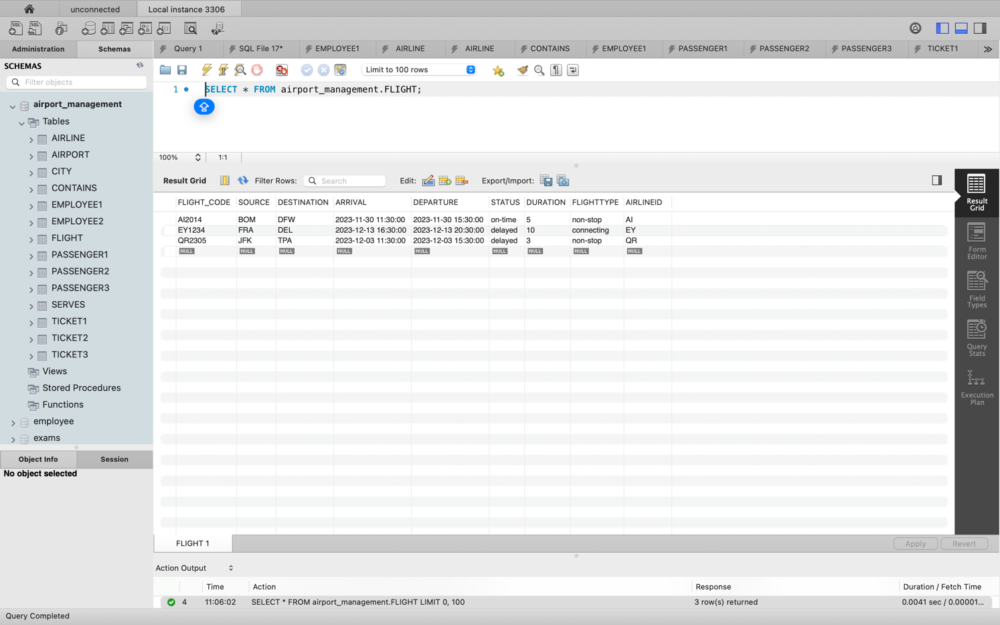 unconnected
Local instance 3306
Administration
Schemas
Query 1
SQL File 17*
EMPLOYEE1
AIRLINE
AIRLINE
CONTAINS
EMPLOYEE1
PASSENGER1
PASSENGER2
PASSENGER3
TICKET1
SCHEMAS
Filter objects
airport_management
Tables
AIRLINE
AIRPORT
CITY
CONTAINS
EMPLOYEE1
EMPLOYEE2
FLIGHT
PASSENGER1
PASSENGER2
PASSENGER3
SERVES
TICKET1
TICKET2
TICKET3
Views
Stored Procedures
Functions
employee
exams
Object Info
Session
No object selected
Limit to 100 rows
1 SELECT * FROM airport_management.FLIGHT;
100% 1:1
Result Grid Filter Rows: Search Edit: Export/Import:
FLIGHT_CODE SOURCE DESTINATION ARRIVAL DEPARTURE STATUS DURATION FLIGHTTYPE AIRLINEID
AI2014 BOM DFW 2023-11-30 11:30:00 2023-11-30 15:30:00 on-time 5 non-stop AI
EY1234 FRA DEL 2023-12-13 16:30:00 2023-12-13 20:30:00 delayed 10 connecting EY
QR2305 JFK TPA 2023-12-03 11:30:00 2023-12-03 15:30:00 delayed 3 non-stop QR
NULL NULL NULL NULL NULL NULL NULL NULL NULL
Result
Grid
Form
Editor
Field
Types
Query
Stats
Execution
Plan
FLIGHT 1
Apply
Revert
Action Output
Time Action Response Duration / Fetch Time
4 11:06:02 SELECT * FROM airport_management.FLIGHT LIMIT 0, 100 3 row(s) returned 0.0041 sec / 0.00001...
Query Completed